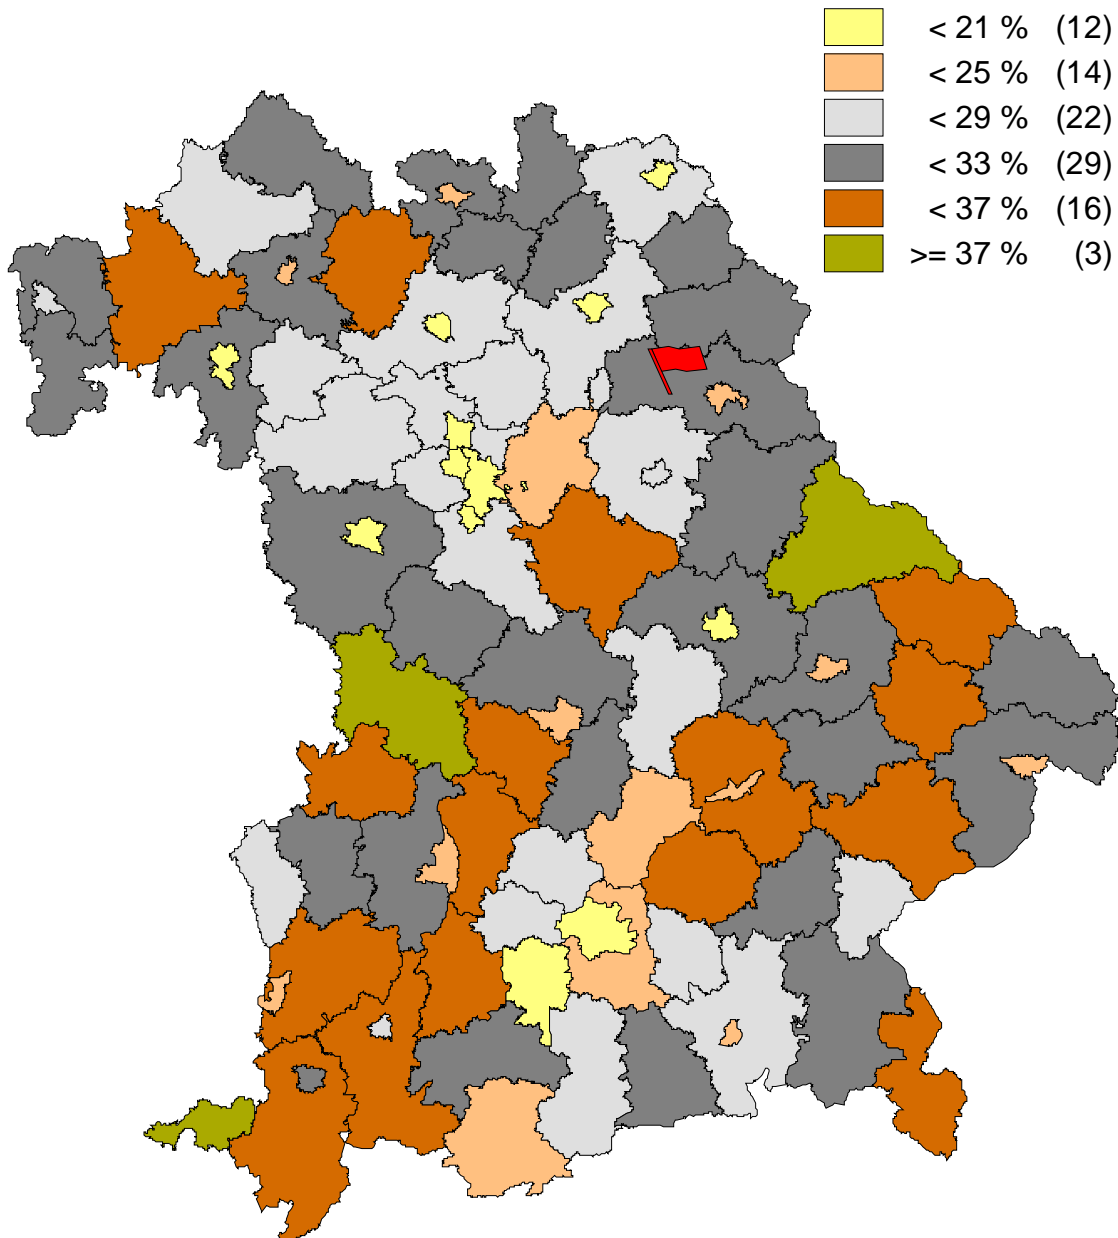 < 21 % (12)
< 25 % (14)
< 29 % (22)
< 33 % (29)
< 37 % (16)
>= 37 % (3)